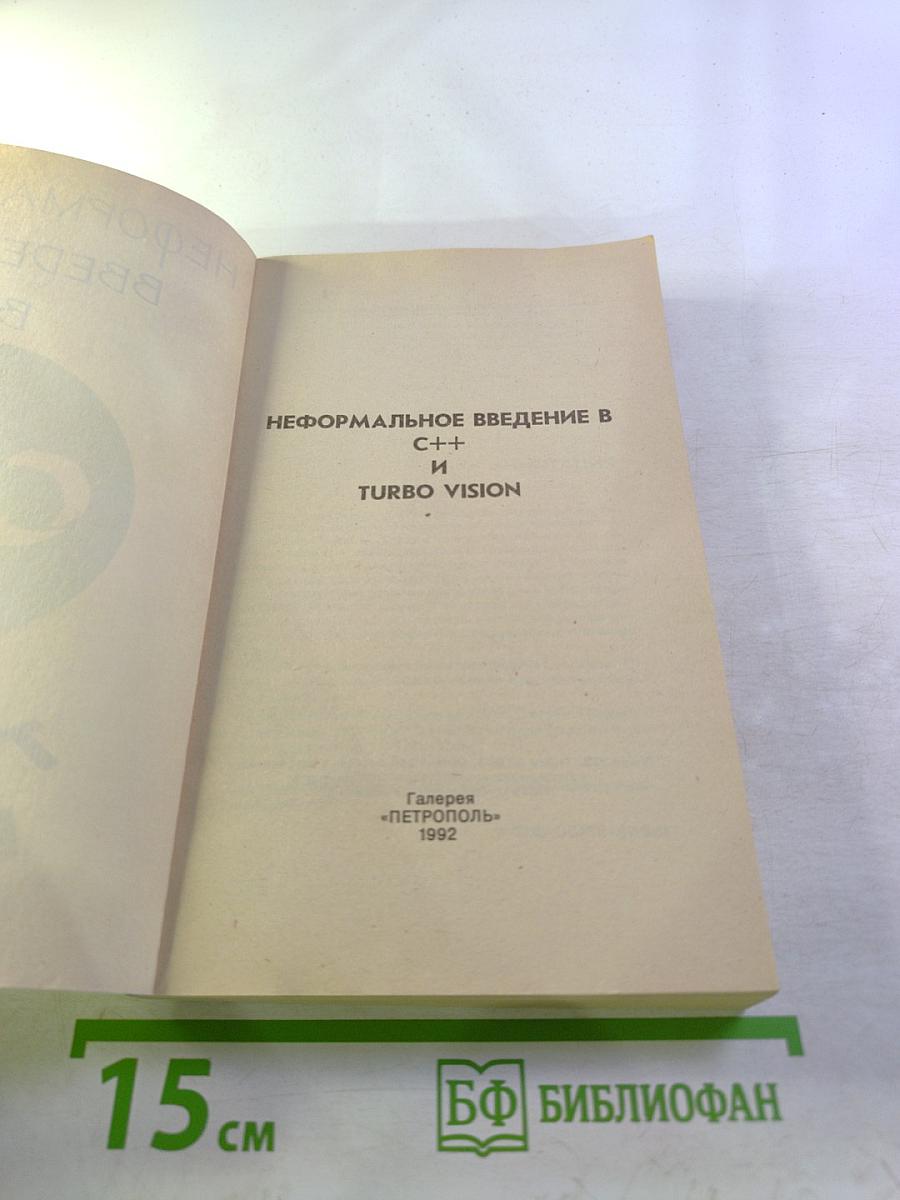 НЕФОРМАЛЬНОЕ ВВЕДЕНИЕ В
C++
И
TURBO VISION
Галерея
«ПЕТРОПОЛЬ»
1992
15 см
БФ БИБЛИОФАН